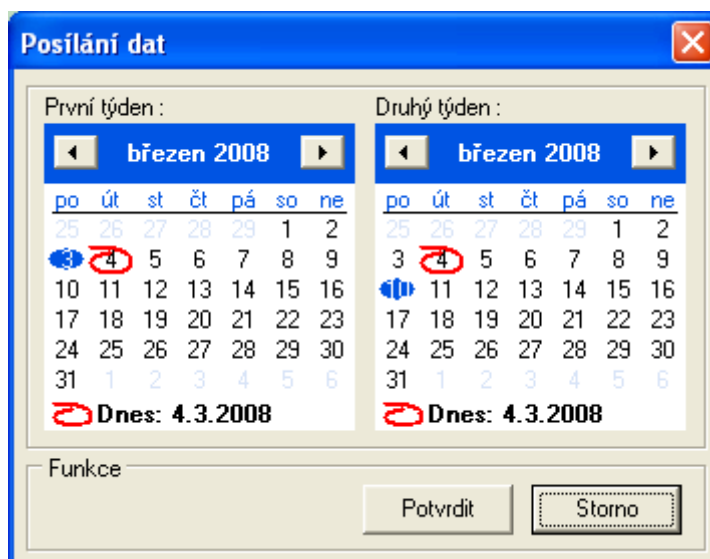 Posílání dat
První týden :
březen 2008
po út st čt pá so ne
25 26 27 28 29 1 2
3 4 5 6 7 8 9
10 11 12 13 14 15 16
17 18 19 20 21 22 23
24 25 26 27 28 29 30
31 1 2 3 4 5 6
Dnes: 4.3.2008
Druhý týden :
březen 2008
po út st čt pá so ne
25 26 27 28 29 1 2
3 4 5 6 7 8 9
10 11 12 13 14 15 16
17 18 19 20 21 22 23
24 25 26 27 28 29 30
31 1 2 3 4 5 6
Dnes: 4.3.2008
Funkce
Potvrdit Storno